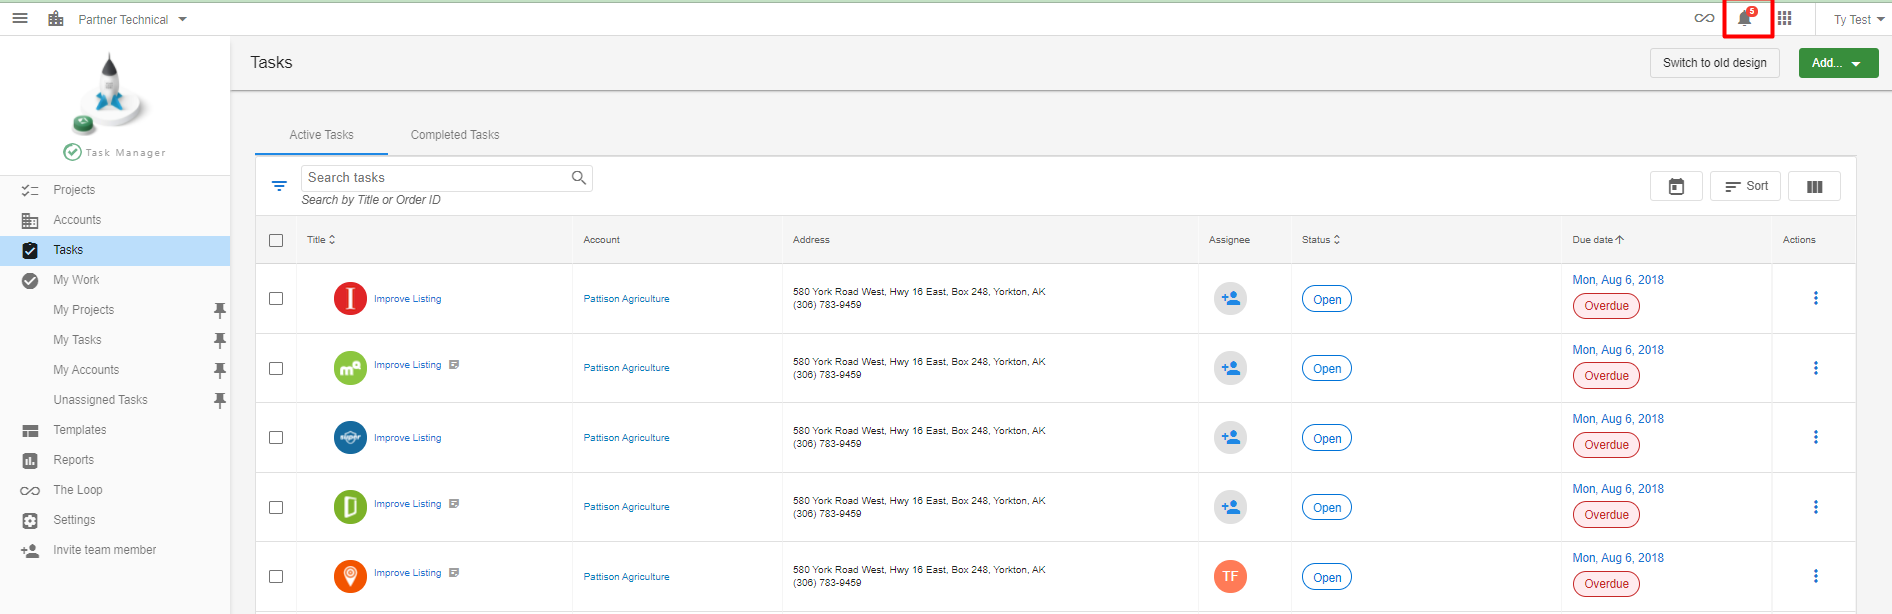 Partner Technical
5
Ty Test
Task Manager
Tasks
Switch to old design
Add...
Projects
Accounts
Tasks
My Work
My Projects
My Tasks
My Accounts
Unassigned Tasks
Templates
Reports
The Loop
Settings
Invite team member
Active Tasks
Completed Tasks
Search tasks
Search by Title or Order ID
Sort
Title
Account
Address
Assignee
Status
Due date
Actions
I
Improve Listing
Pattison Agriculture
580 York Road West, Hwy 16 East, Box 248, Yorkton, AK
(306) 783-9459
Open
Mon, Aug 6, 2018
Overdue
ma
Improve Listing
Pattison Agriculture
580 York Road West, Hwy 16 East, Box 248, Yorkton, AK
(306) 783-9459
Open
Mon, Aug 6, 2018
Overdue
super
Improve Listing
Pattison Agriculture
580 York Road West, Hwy 16 East, Box 248, Yorkton, AK
(306) 783-9459
Open
Mon, Aug 6, 2018
Overdue
Improve Listing
Pattison Agriculture
580 York Road West, Hwy 16 East, Box 248, Yorkton, AK
(306) 783-9459
Open
Mon, Aug 6, 2018
Overdue
Improve Listing
Pattison Agriculture
580 York Road West, Hwy 16 East, Box 248, Yorkton, AK
(306) 783-9459
TF
Open
Mon, Aug 6, 2018
Overdue